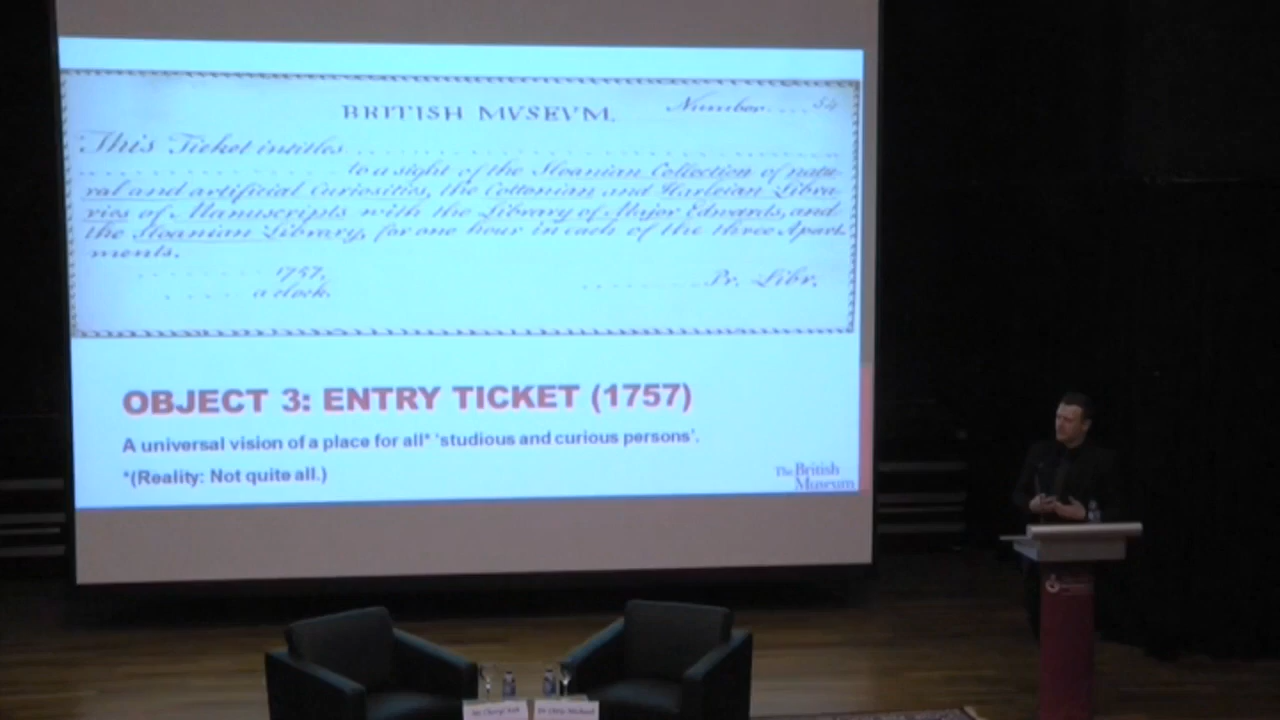 BRITISH MVSEVM.
Number....54
This Ticket intitles
to a sight of the Sloanian Collection of natu-
ral and artificial Curiosities, the Cottonian and Harleian Libra-
ries of Manuscripts with the Library of Major Edwards, and
the Sloanian Library, for one hour in each of the three Apart-
ments.
1757,
a clock.
Pr. Libr.
OBJECT 3: ENTRY TICKET (1757)
A universal vision of a place for all* 'studious and curious persons'.
*(Reality: Not quite all.)
The British
Museum